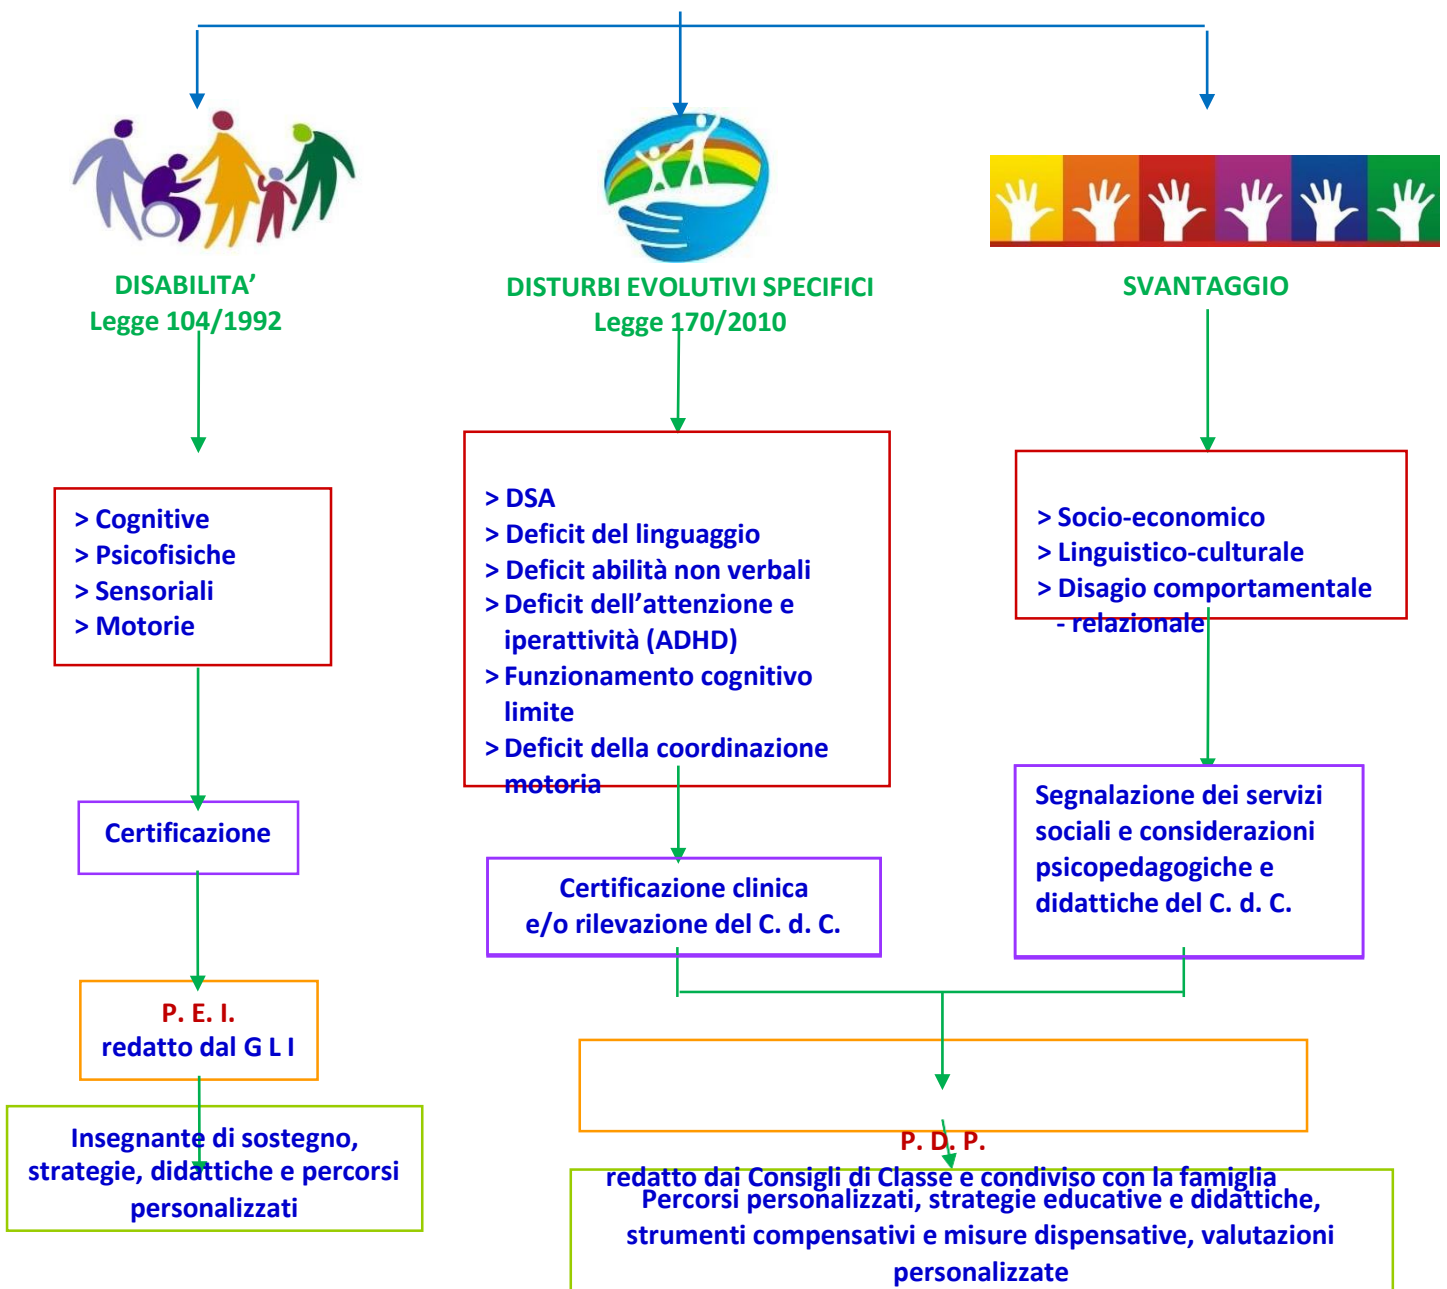 DISABILITA’
Legge 104/1992
> Cognitive
> Psicofisiche
> Sensoriali
> Motorie
Certificazione
P. E. I.
redatto dal G L I
Insegnante di sostegno,
strategie, didattiche e percorsi
personalizzati
DISTURBI EVOLUTIVI SPECIFICI
Legge 170/2010
> DSA
> Deficit del linguaggio
> Deficit abilità non verbali
> Deficit dell’attenzione e
iperattività (ADHD)
> Funzionamento cognitivo
limite
> Deficit della coordinazione
motoria
Certificazione clinica
e/o rilevazione del C. d. C.
SVANTAGGIO
> Socio-economico
> Linguistico-culturale
> Disagio comportamentale
- relazionale
Segnalazione dei servizi
sociali e considerazioni
psicopedagogiche e
didattiche del C. d. C.
P. D. P.
redatto dai Consigli di Classe e condiviso con la famiglia
Percorsi personalizzati, strategie educative e didattiche,
strumenti compensativi e misure dispensative, valutazioni
personalizzate